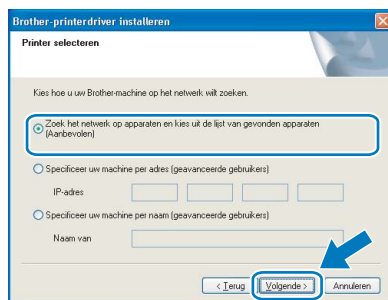 Brother-printerdriver installeren
Printer selecteren
Kies hoe u uw Brother-machine op het netwerk wilt zoeken.
Zoek het netwerk op apparaten en kies uit de lijst van gevonden apparaten
(Aanbevolen)
Specificeer uw machine per adres (geavanceerde gebruikers)
IP-adres
Specificeer uw machine per naam (geavanceerde gebruikers)
Naam van
< Terug Volgende > Annuleren